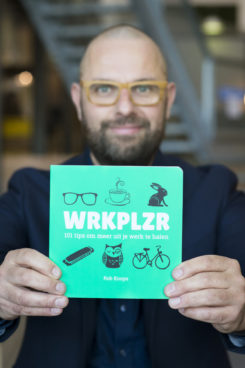 WRKPLZR
101 tips om meer uit je werk te halen
Rob Koops